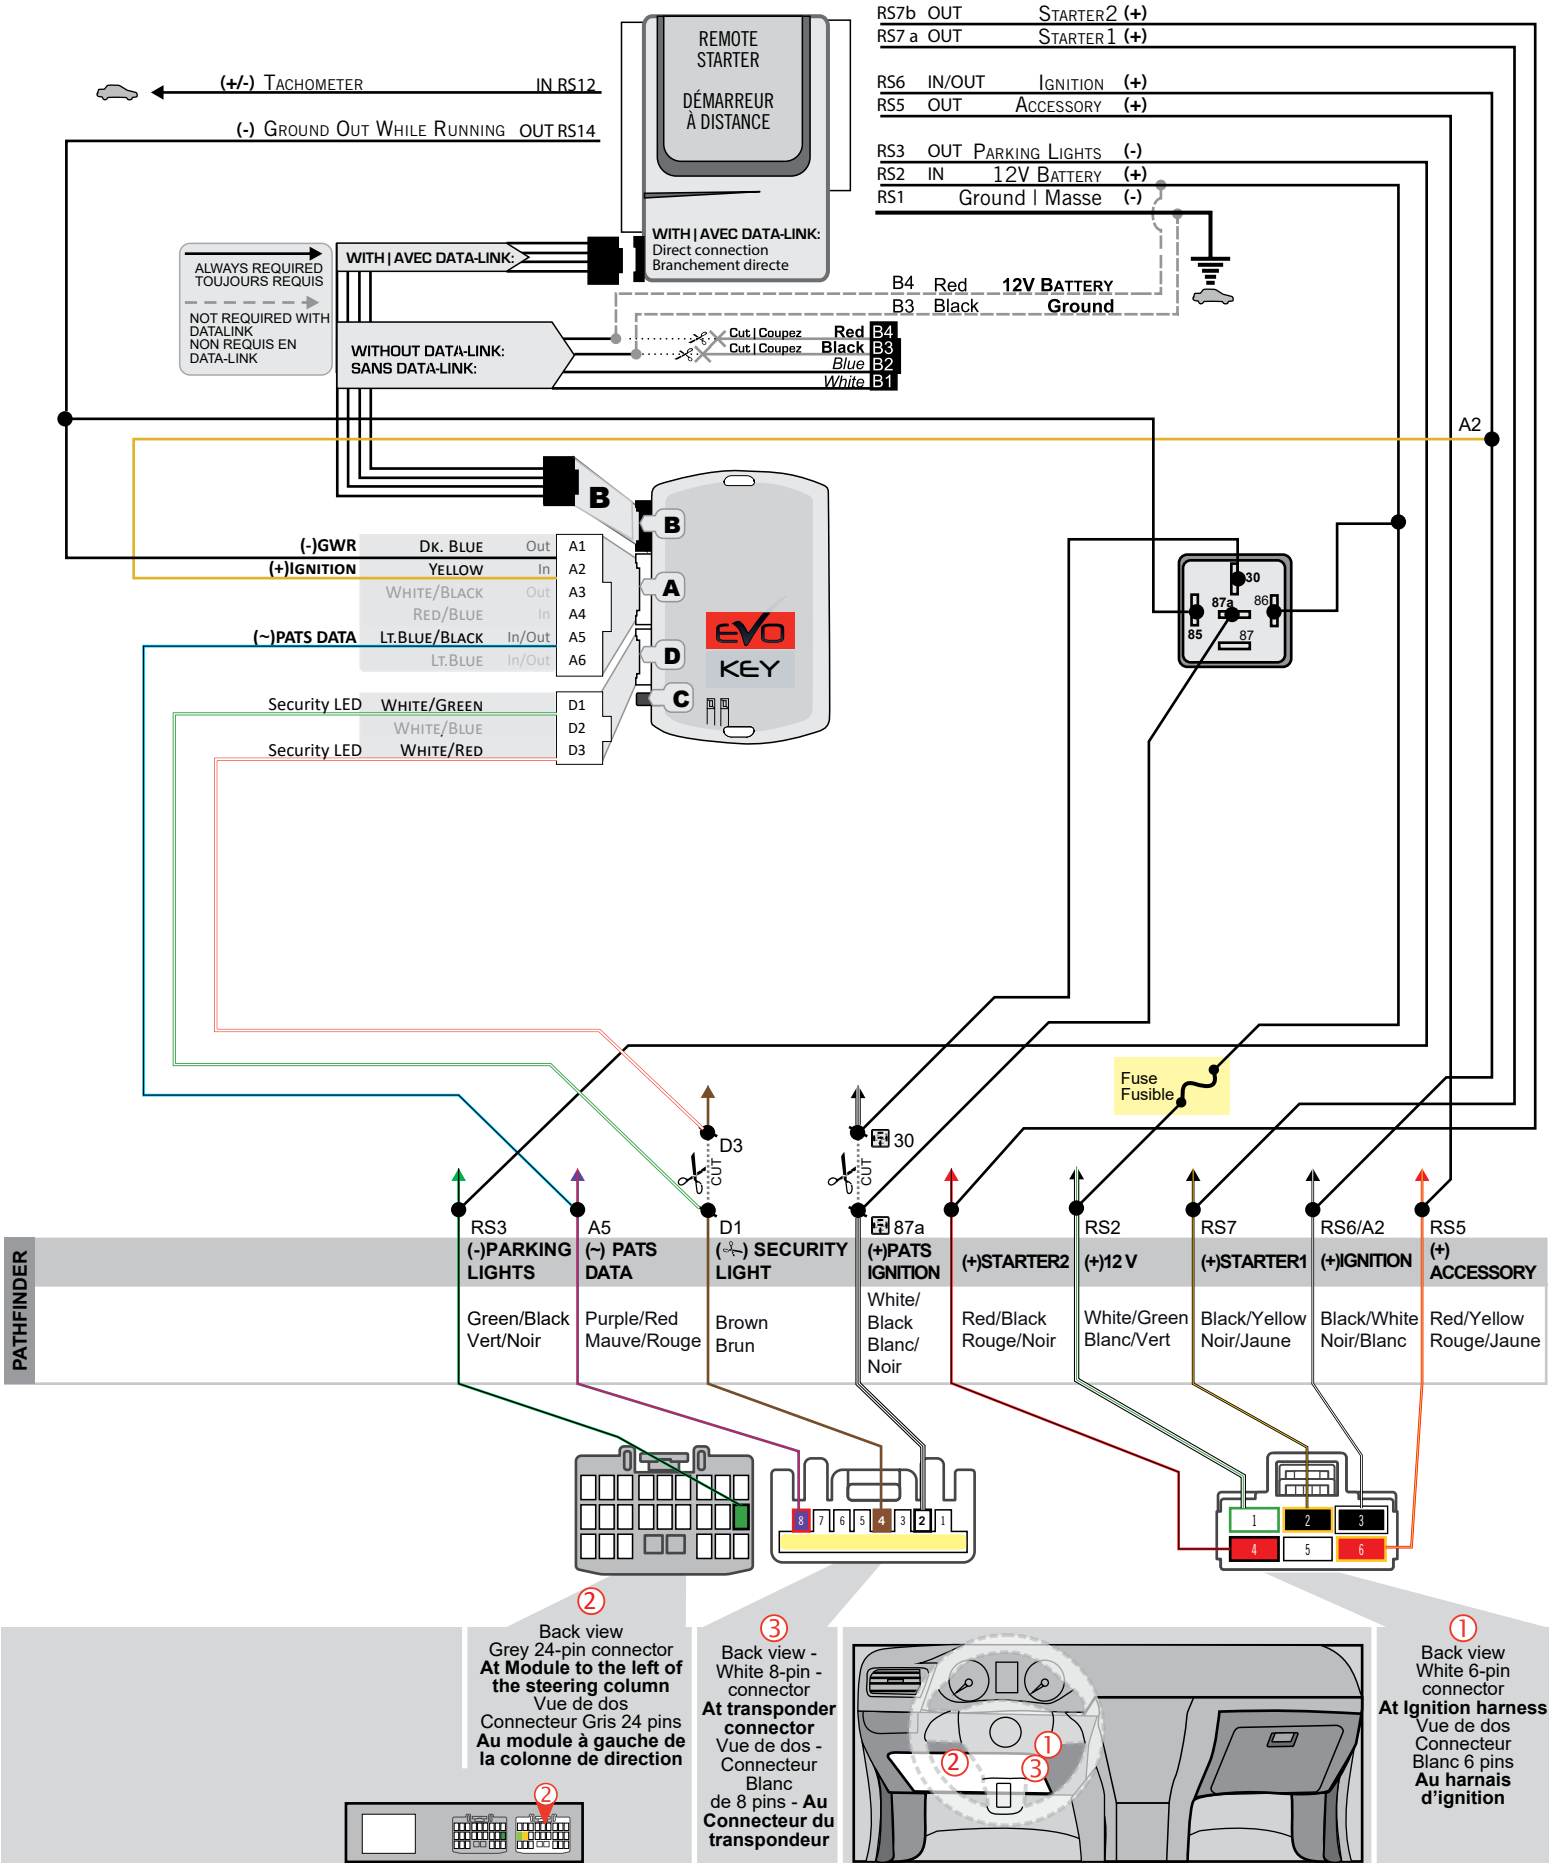 RS7b OUT STARTER2 (+)
RS7 a OUT STARTER1 (+)
REMOTE
STARTER
DÉMARREUR
À DISTANCE
(+/-) TACHOMETER IN RS12
RS6 IN/OUT IGNITION (+)
RS5 OUT ACCESSORY (+)
(-) GROUND OUT WHILE RUNNING OUT RS14
RS3 OUT PARKING LIGHTS (-)
RS2 IN 12V BATTERY (+)
RS1 Ground | Masse (-)
WITH | AVEC DATA-LINK:
Direct connection
Branchement directe
WITH | AVEC DATA-LINK:
ALWAYS REQUIRED
TOUJOURS REQUIS
NOT REQUIRED WITH
DATALINK
NON REQUIS EN
DATA-LINK
B4 Red 12V BATTERY
B3 Black Ground
WITHOUT DATA-LINK:
SANS DATA-LINK:
Cut | Coupez Red B4
Cut | Coupez Black B3
Blue B2
White B1
A2
B
B
A
D
C
EVO
KEY
(-)GWR DK. BLUE Out A1
(+)IGNITION YELLOW In A2
WHITE/BLACK Out A3
RED/BLUE In A4
(~)PATS DATA LT.BLUE/BLACK In/Out A5
LT.BLUE In/Out A6
Security LED WHITE/GREEN D1
WHITE/BLUE D2
Security LED WHITE/RED D3
30
87a
86
85
87
Fuse
Fusible
D3
CUT
30
CUT
RS3
A5
D1
87a
RS2
RS7
RS6/A2
RS5
PATHFINDER
(-)PARKING
LIGHTS
(~) PATS
DATA
( ) SECURITY
LIGHT
(+)PATS
IGNITION
(+)STARTER2
(+)12 V
(+)STARTER1
(+)IGNITION
(+)
ACCESSORY
Green/Black
Vert/Noir
Purple/Red
Mauve/Rouge
Brown
Brun
White/
Black
Blanc/
Noir
Red/Black
Rouge/Noir
White/Green
Blanc/Vert
Black/Yellow
Noir/Jaune
Black/White
Noir/Blanc
Red/Yellow
Rouge/Jaune
8 7 6 5 4 3 2 1
1 2 3
4 5 6
2
Back view
Grey 24-pin connector
At Module to the left of
the steering column
Vue de dos
Connecteur Gris 24 pins
Au module à gauche de
la colonne de direction
2
3
Back view -
White 8-pin -
connector
At transponder
connector
Vue de dos -
Connecteur
Blanc
de 8 pins - Au
Connecteur du
transpondeur
1
2
3
1
Back view
White 6-pin
connector
At Ignition harness
Vue de dos
Connecteur
Blanc 6 pins
Au harnais
d'ignition